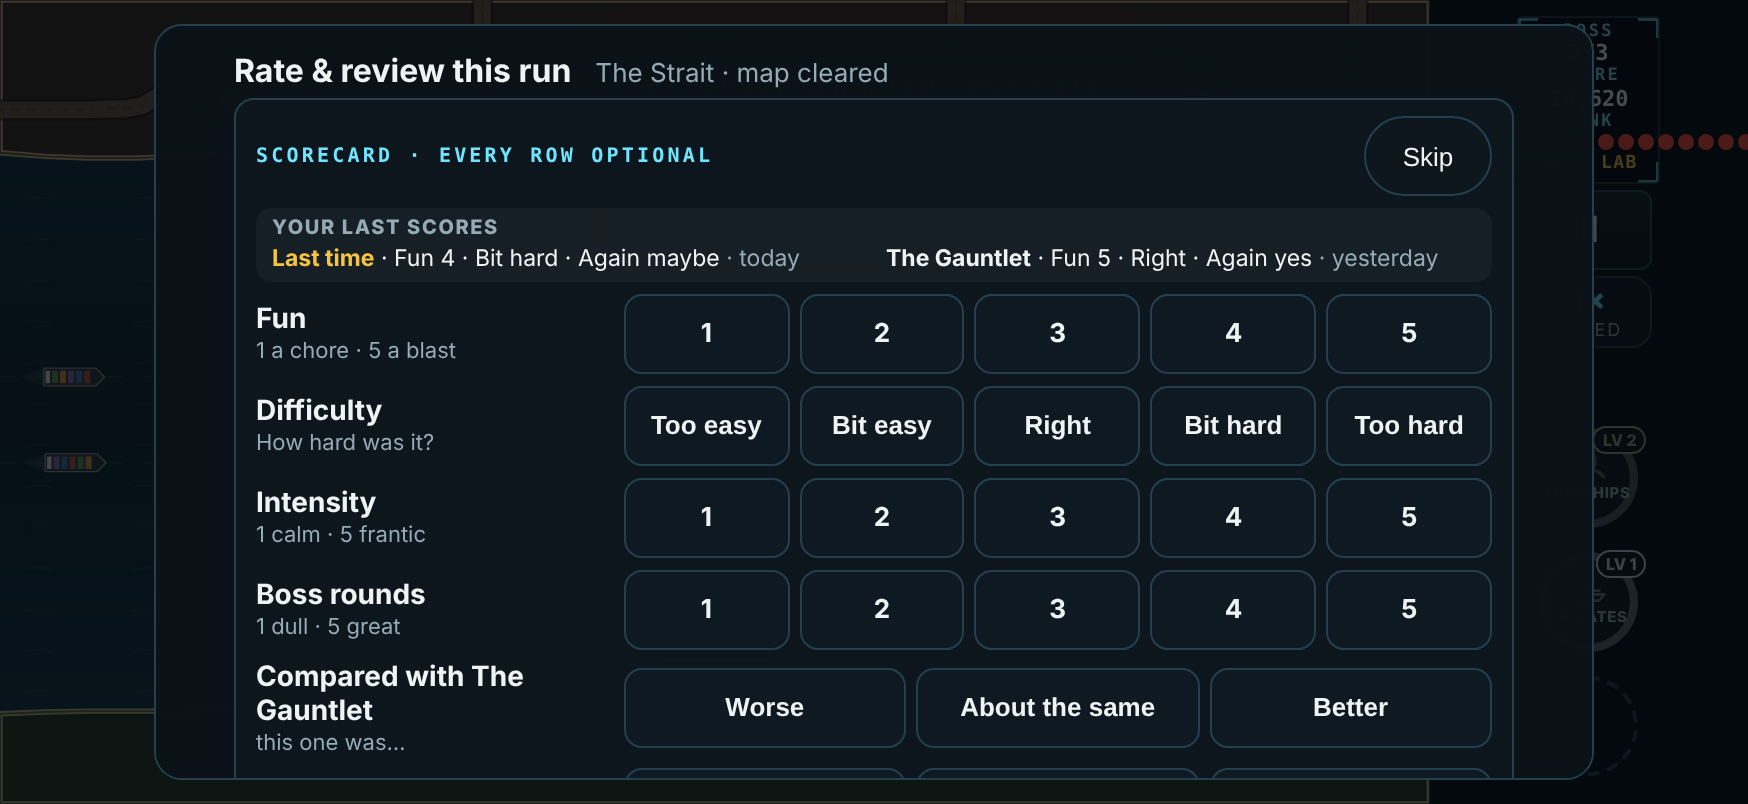 Rate & review this run The Strait · map cleared
SCORECARD · EVERY ROW OPTIONAL
Skip
YOUR LAST SCORES
Last time · Fun 4 · Bit hard · Again maybe · today
The Gauntlet · Fun 5 · Right · Again yes · yesterday
Fun
1 a chore · 5 a blast
1 2 3 4 5
Difficulty
How hard was it?
Too easy Bit easy Right Bit hard Too hard
Intensity
1 calm · 5 frantic
1 2 3 4 5
Boss rounds
1 dull · 5 great
1 2 3 4 5
Compared with The
Gauntlet
this one was...
Worse About the same Better
LAB
LV 2
LV 1